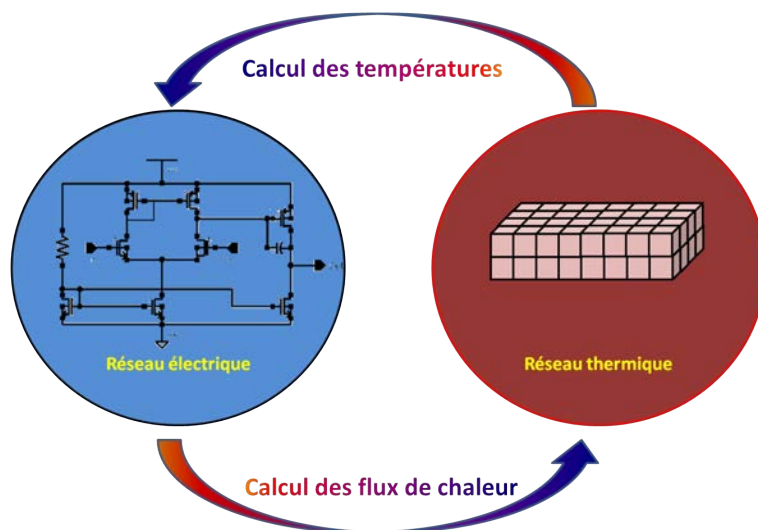 Calcul des températures
Réseau électrique
Réseau thermique
Calcul des flux de chaleur